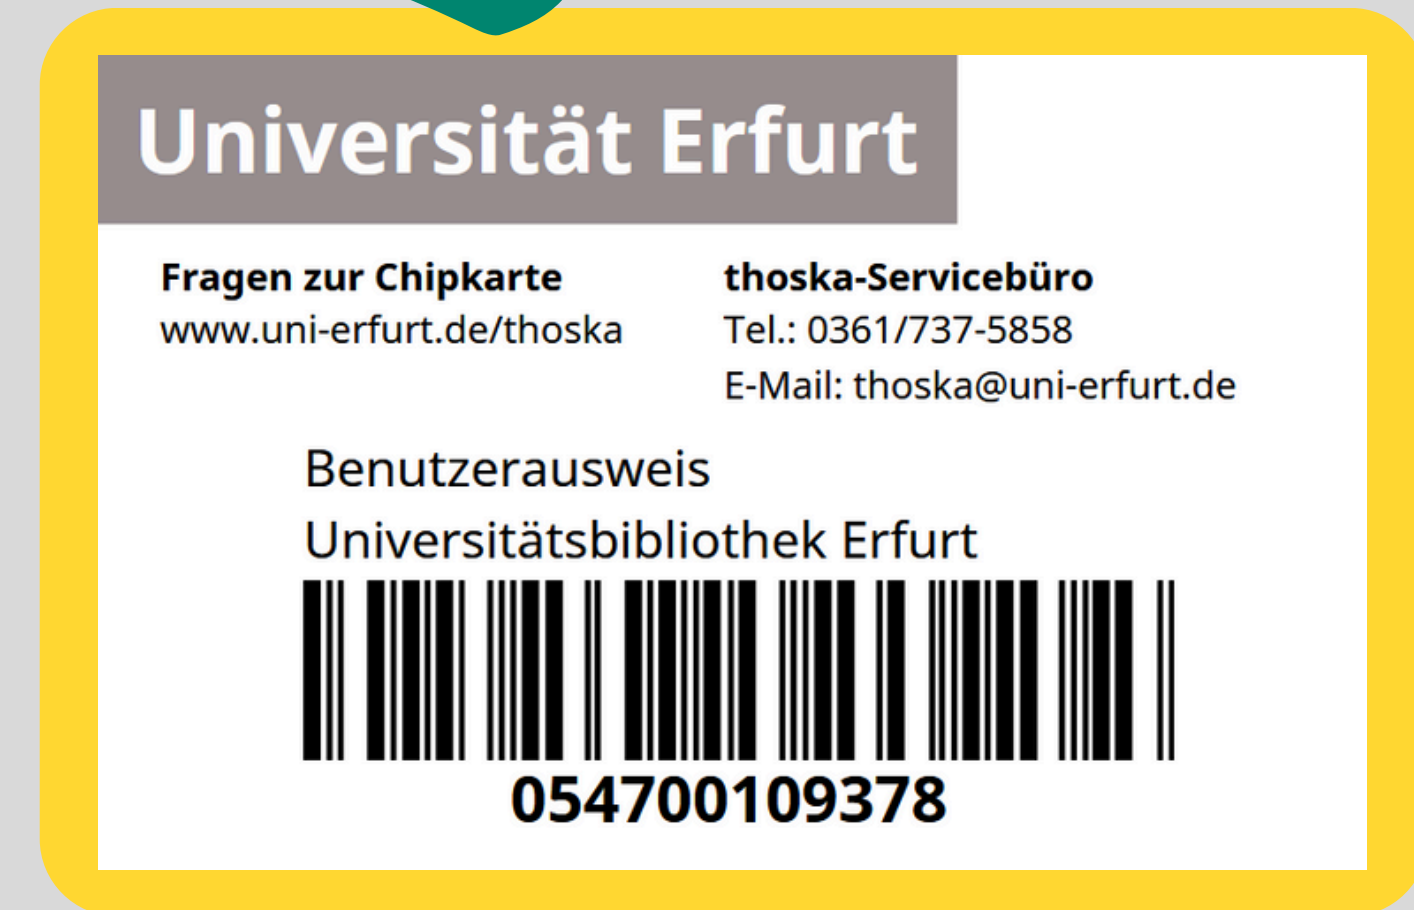 Universität Erfurt
Fragen zur Chipkarte
www.uni-erfurt.de/thoska
thoska-Servicebüro
Tel.: 0361/737-5858
E-Mail: thoska@uni-erfurt.de
Benutzerausweis
Universitätsbibliothek Erfurt
054700109378